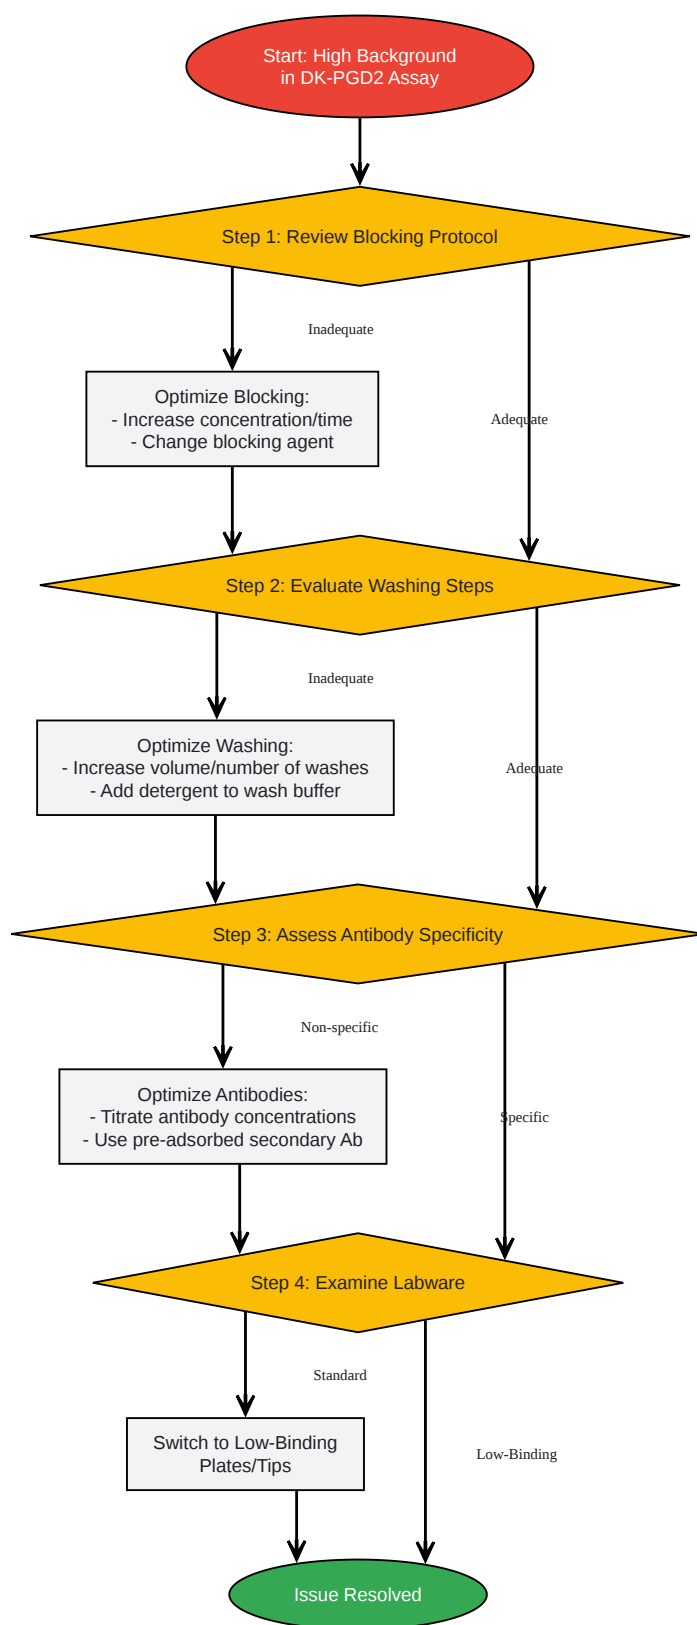 Start: High Background
in DK-PGD2 Assay
Step 1: Review Blocking Protocol
Inadequate
Optimize Blocking:
- Increase concentration/time
- Change blocking agent
Adequate
Step 2: Evaluate Washing Steps
Inadequate
Optimize Washing:
- Increase volume/number of washes
- Add detergent to wash buffer
Adequate
Step 3: Assess Antibody Specificity
Non-specific
Optimize Antibodies:
- Titrate antibody concentrations
- Use pre-adsorbed secondary Ab
Specific
Step 4: Examine Labware
Standard
Switch to Low-Binding
Plates/Tips
Low-Binding
Issue Resolved